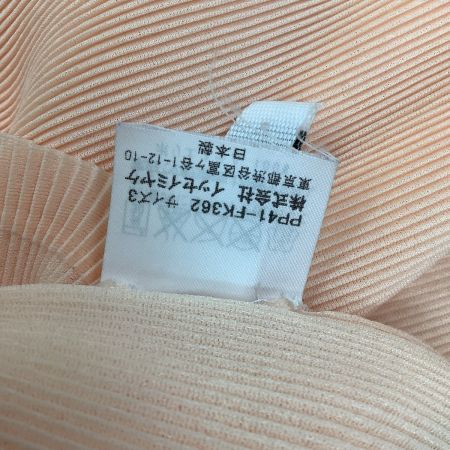 PP41-FK362 サイズ3
株式会社 イッセイミヤケ
東京都渋谷区富ヶ谷1-12-10
日本製